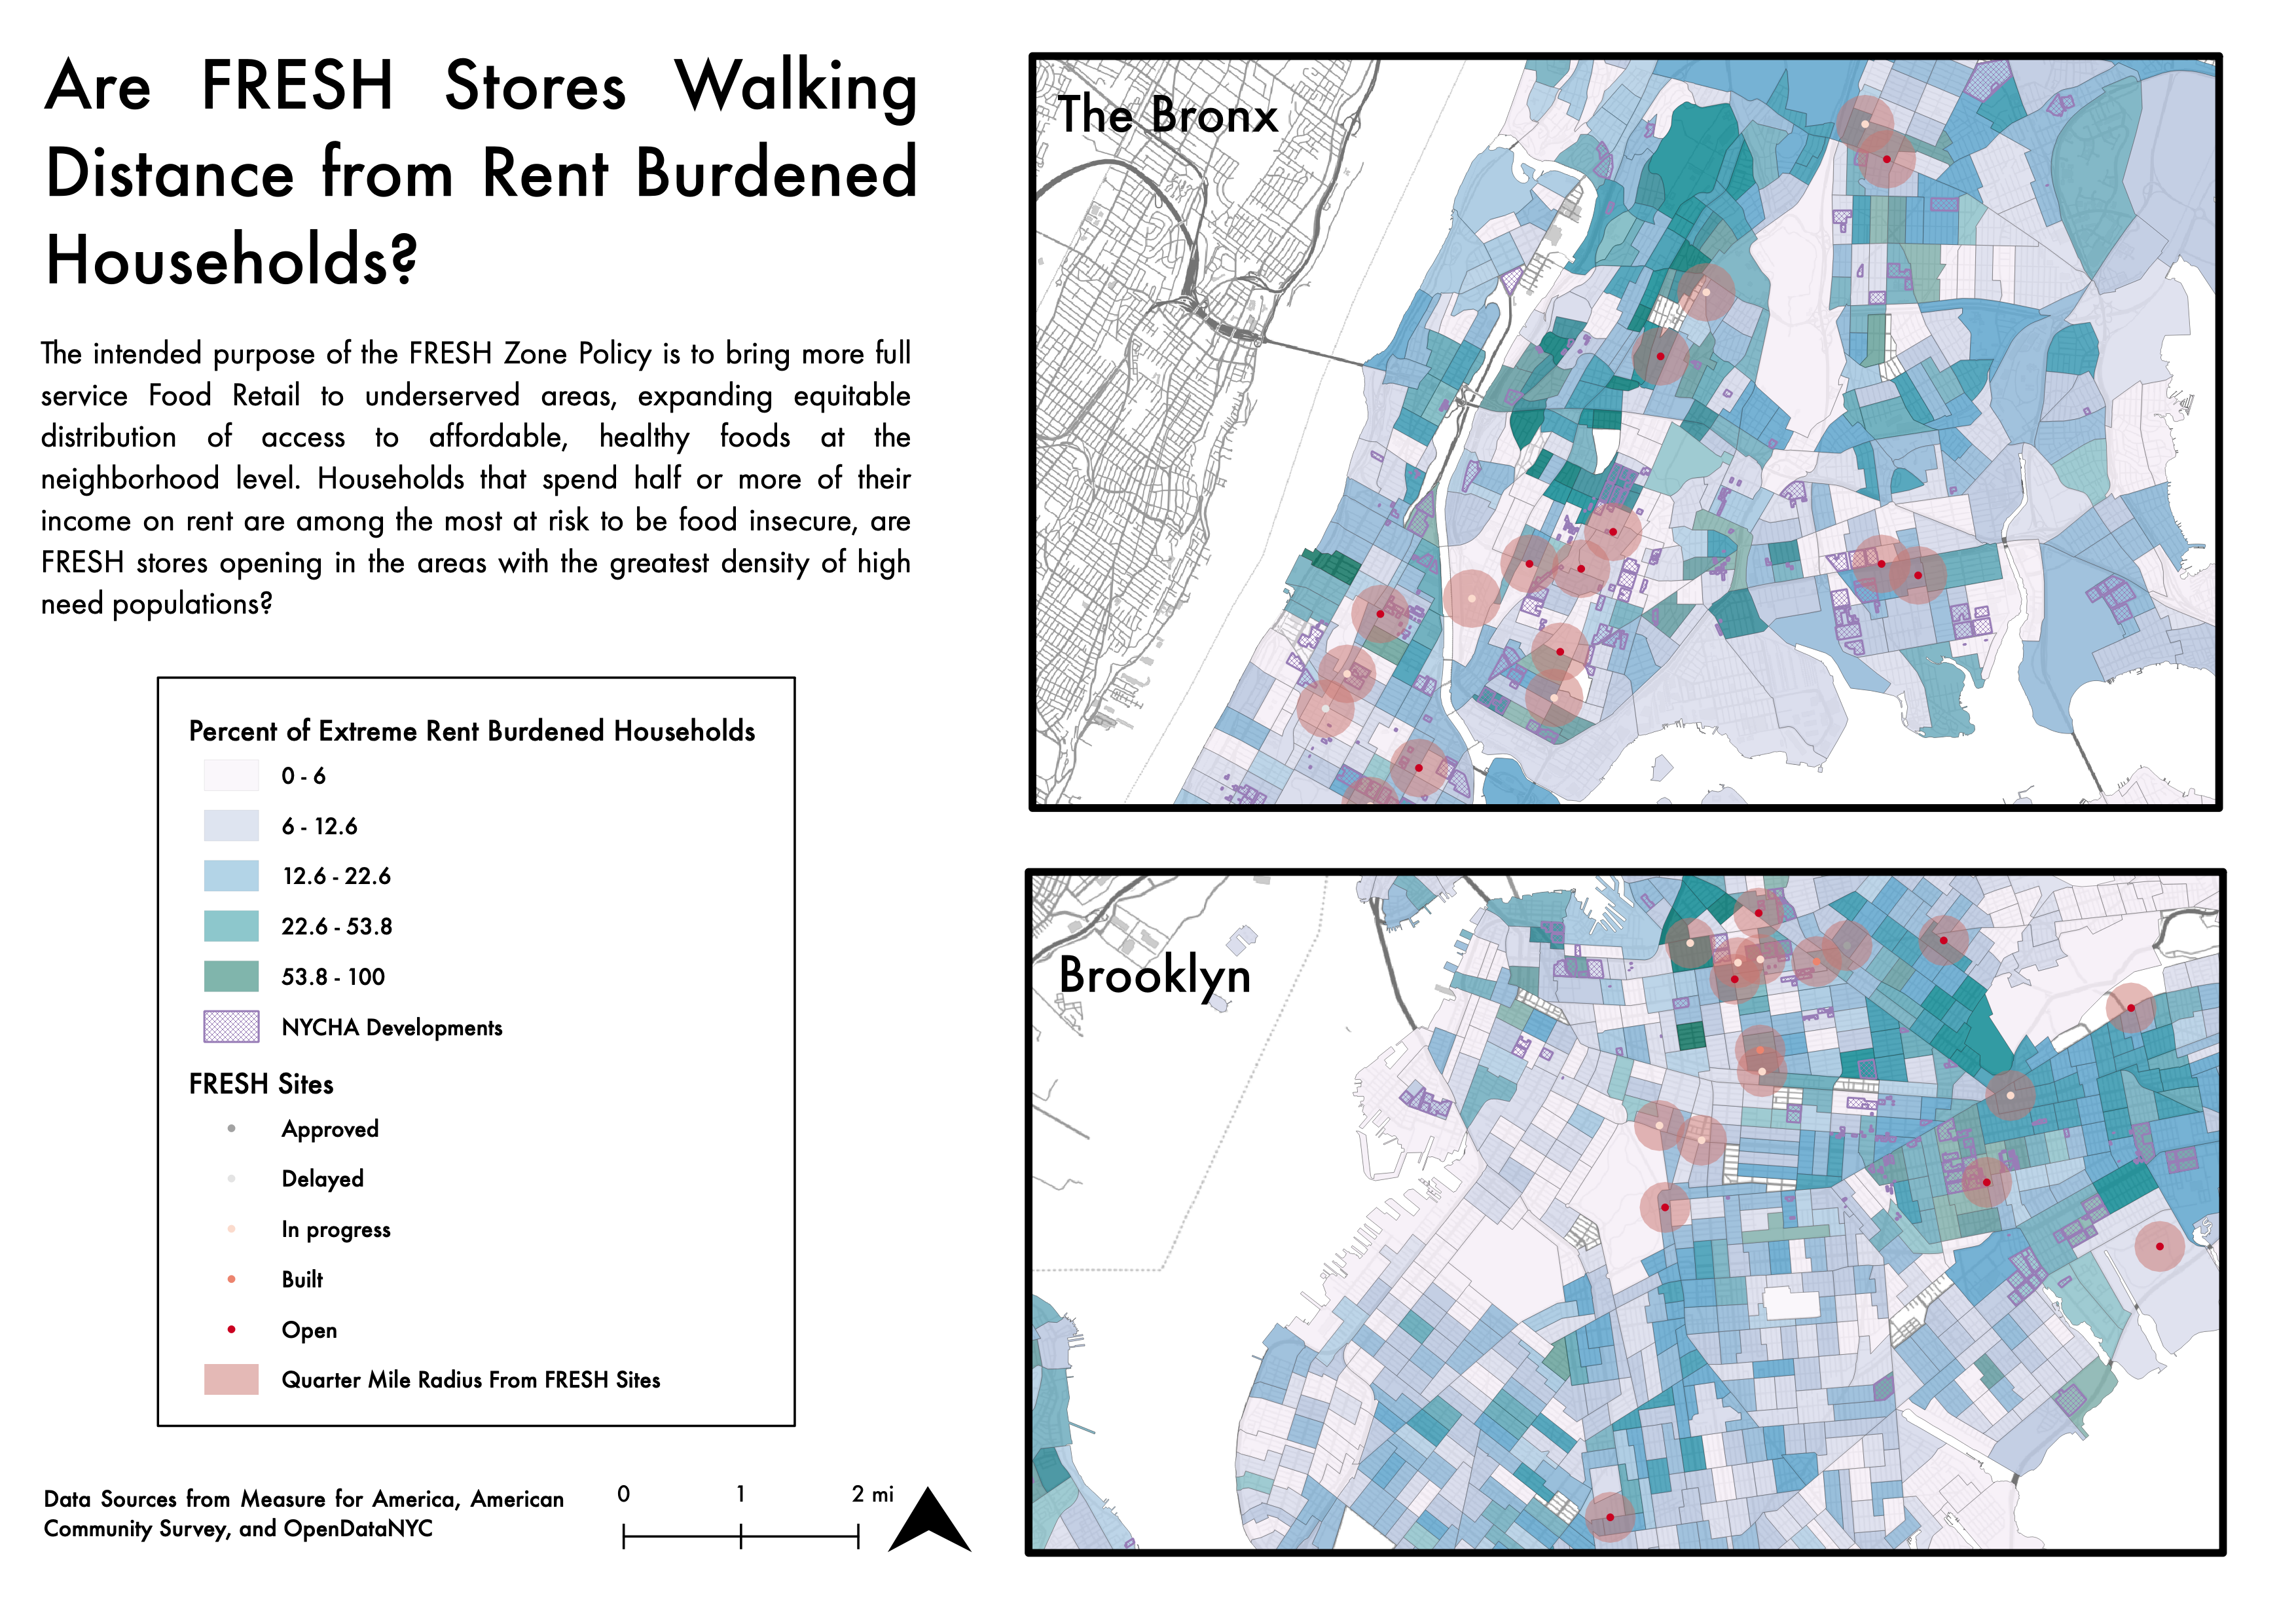 Are FRESH Stores Walking
Distance from Rent Burdened
Households?
The intended purpose of the FRESH Zone Policy is to bring more full
service Food Retail to underserved areas, expanding equitable
distribution of access to affordable, healthy foods at the
neighborhood level. Households that spend half or more of their
income on rent are among the most at risk to be food insecure, are
FRESH stores opening in the areas with the greatest density of high
need populations?
Percent of Extreme Rent Burdened Households
0 - 6
6 - 12.6
12.6 - 22.6
22.6 - 53.8
53.8 - 100
NYCHA Developments
FRESH Sites
Approved
Delayed
In progress
Built
Open
Quarter Mile Radius From FRESH Sites
Data Sources from Measure for America, American
Community Survey, and OpenDataNYC
0 1 2 mi
The Bronx
Brooklyn